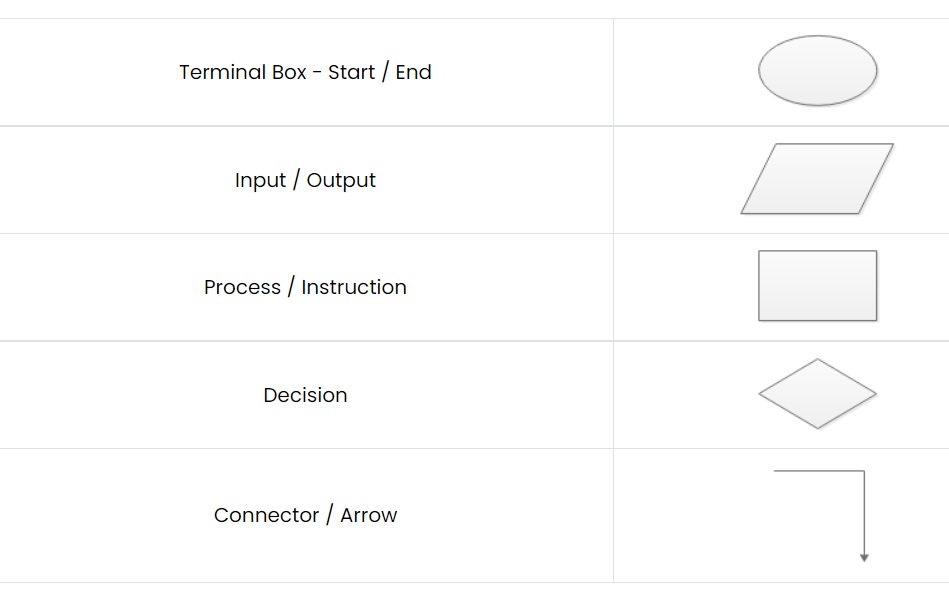 Terminal Box - Start / End
Input / Output
Process / Instruction
Decision
Connector / Arrow